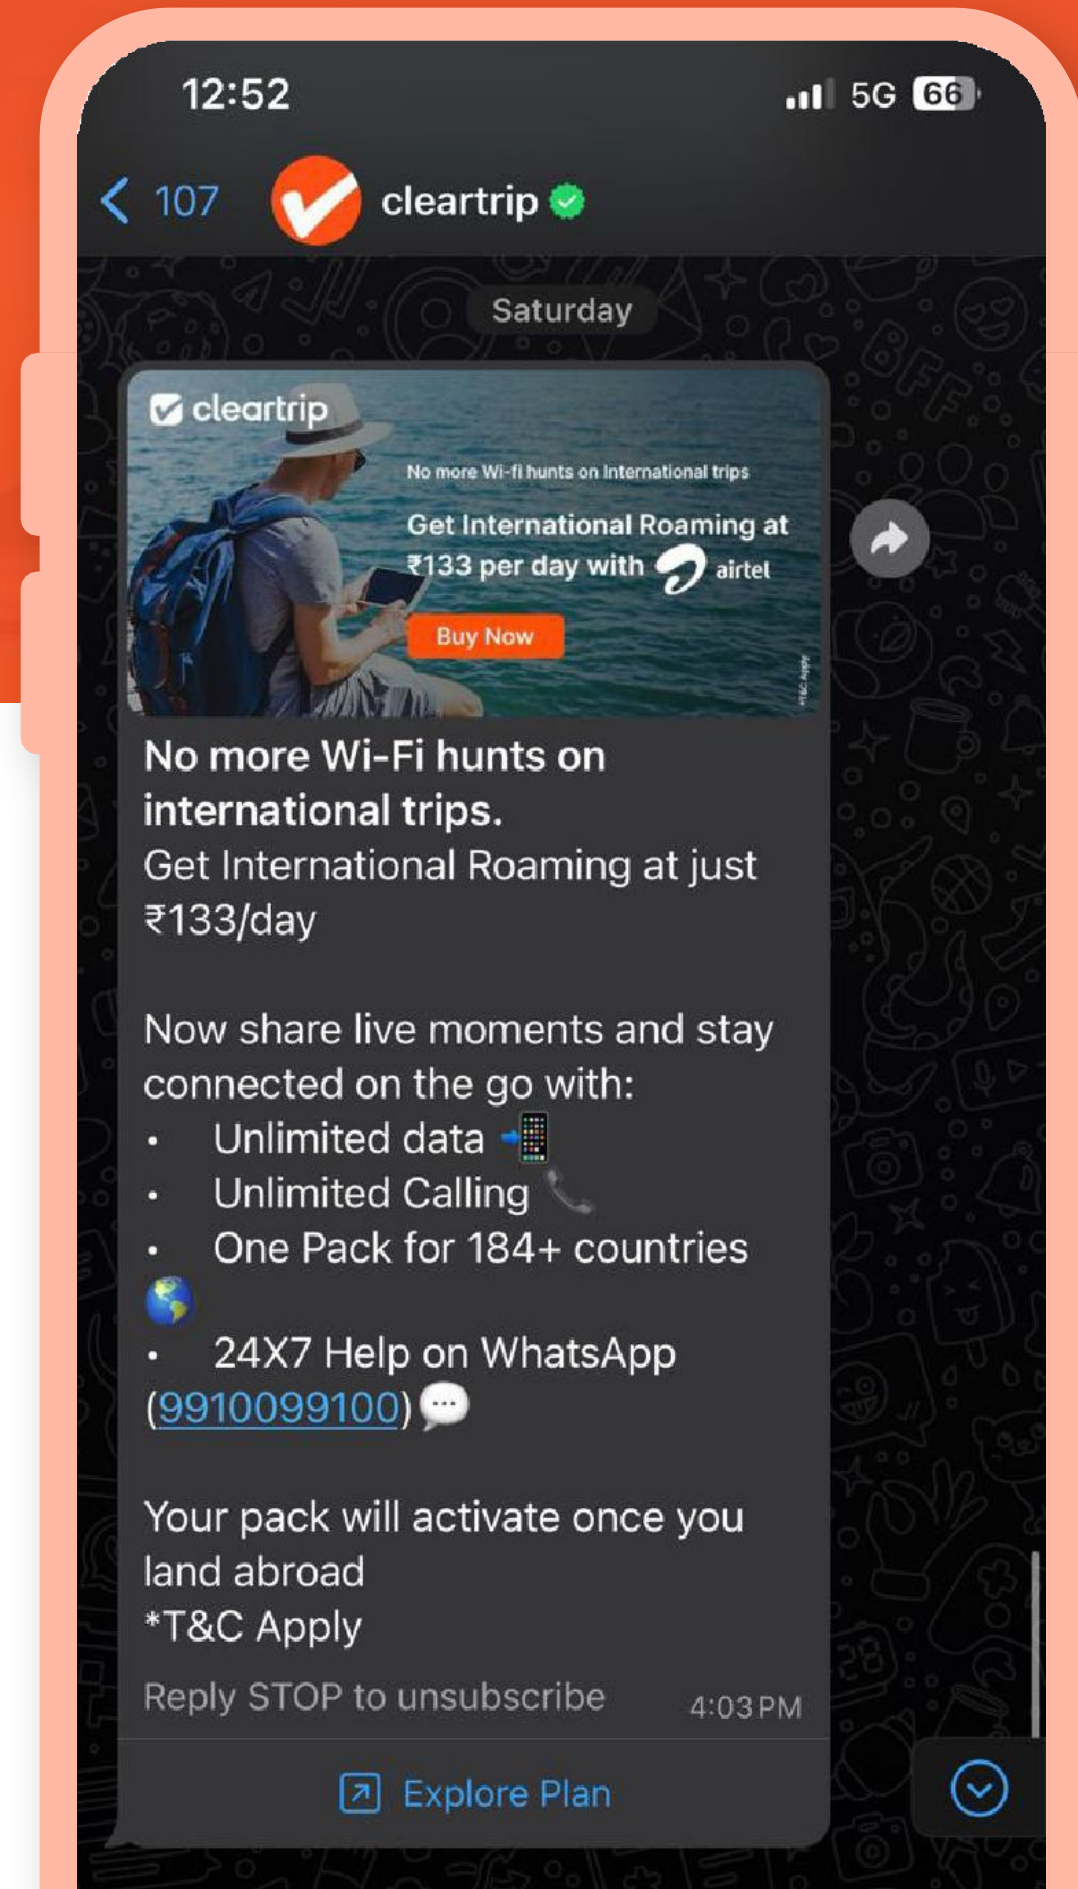 12:52
5G 66
107
cleartrip
Saturday
cleartrip
No more Wi-fi hunts on International trips
Get International Roaming at
₹133 per day with airtel
Buy Now
*T&C Apply
No more Wi-Fi hunts on
international trips.
Get International Roaming at just
₹133/day
Now share live moments and stay
connected on the go with:
• Unlimited data
• Unlimited Calling
• One Pack for 184+ countries
• 24X7 Help on WhatsApp
(9910099100)
Your pack will activate once you
land abroad
*T&C Apply
Reply STOP to unsubscribe
4:03 PM
Explore Plan